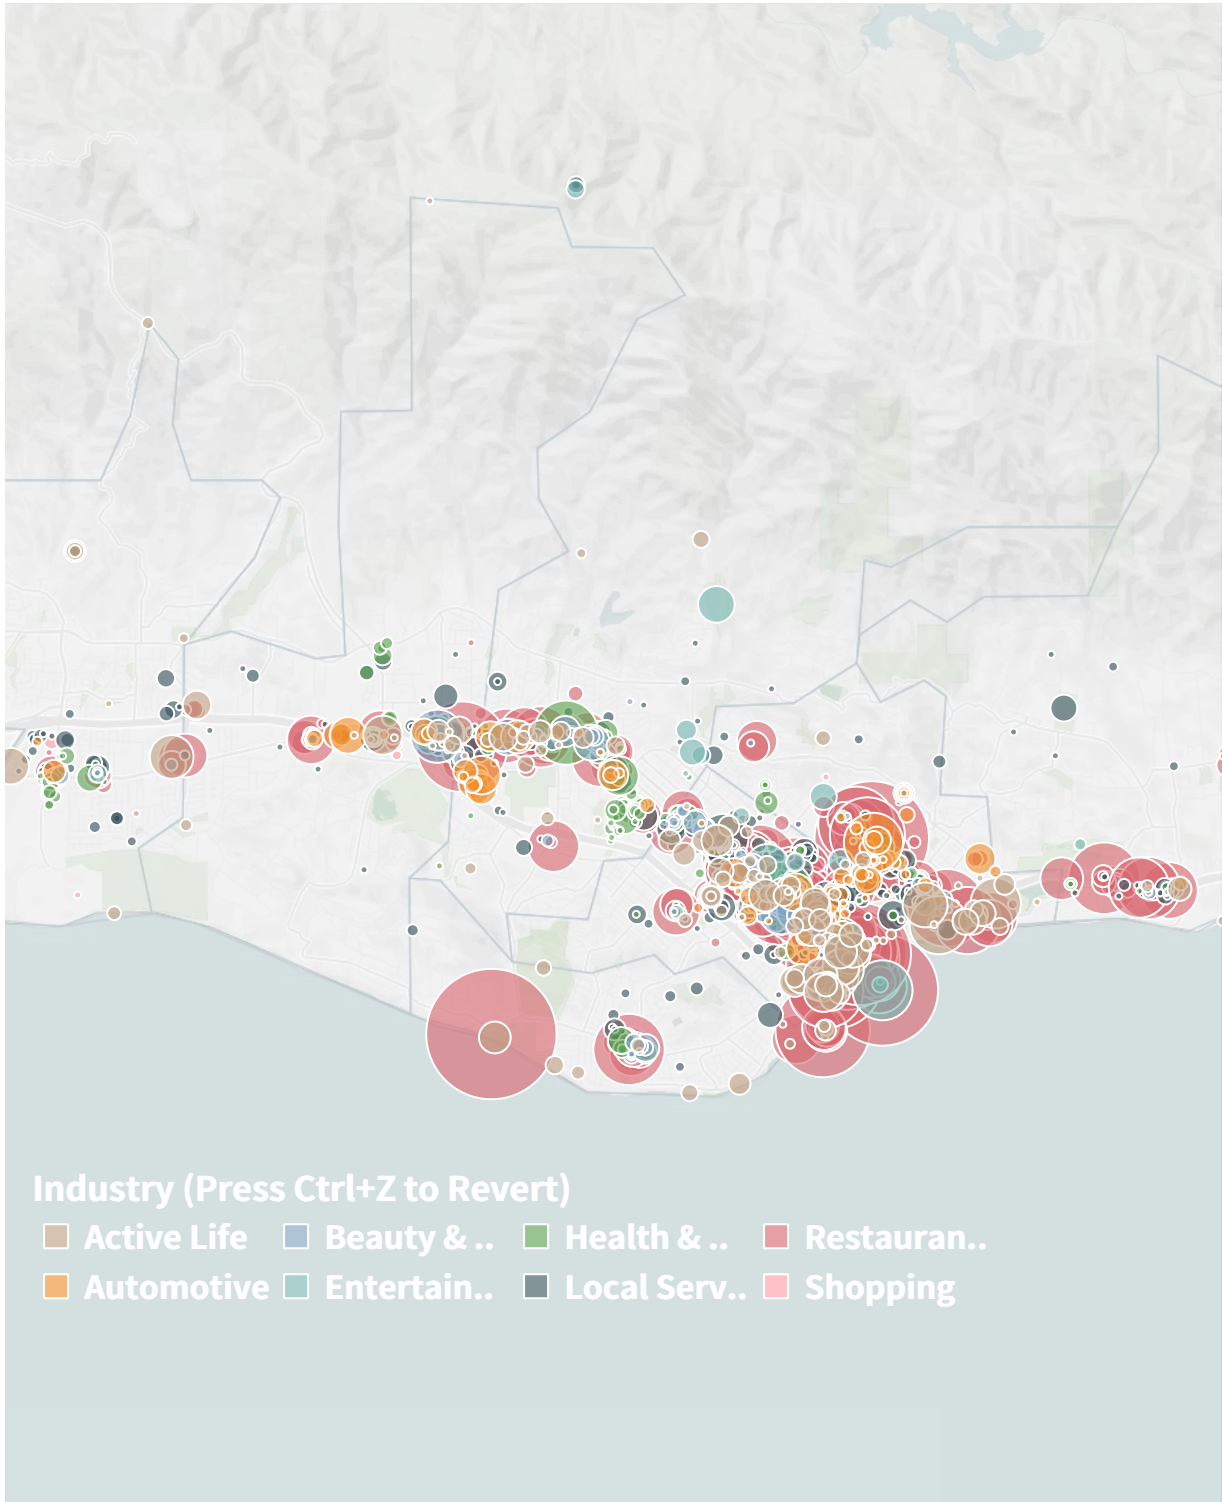 Industry (Press Ctrl+Z to Revert)
Active Life Beauty & .. Health & .. Restauran..
Automotive Entertain.. Local Serv.. Shopping